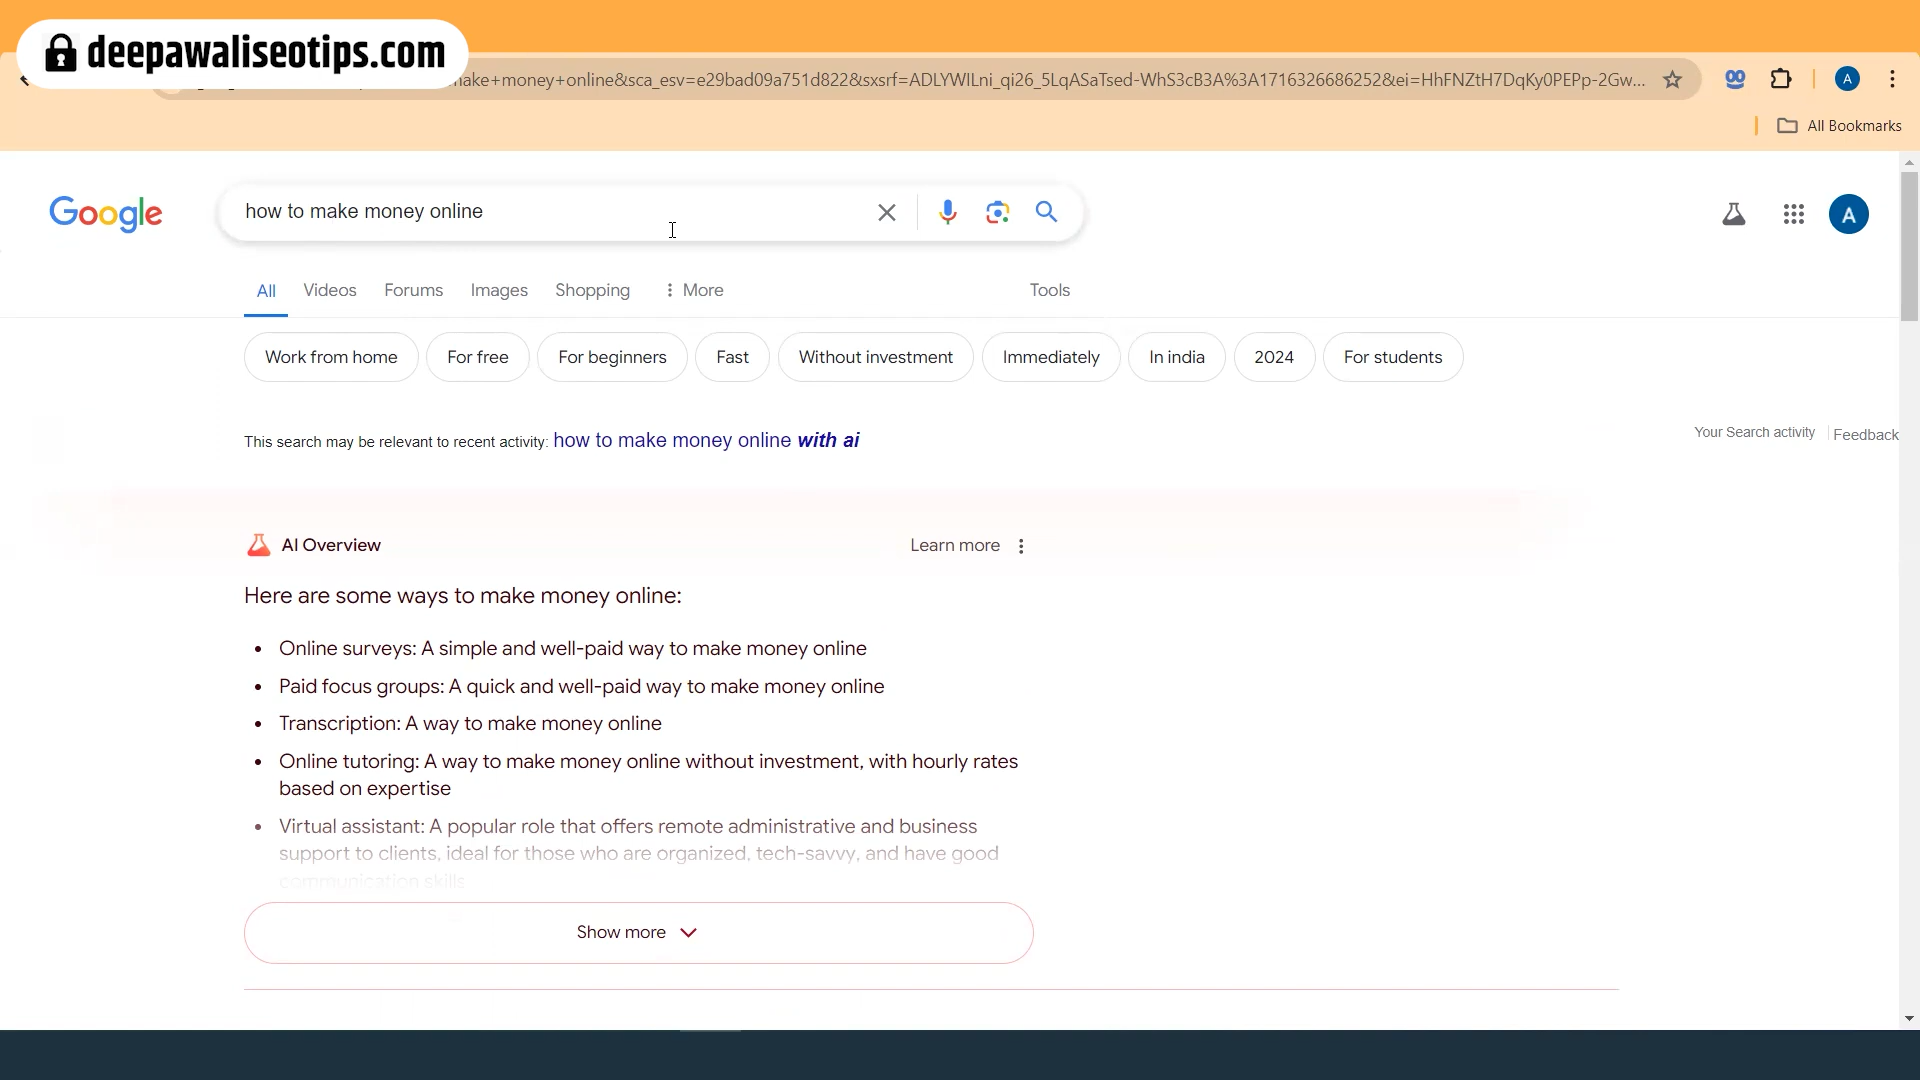 deepawaliseotips.com
make+money+online&sca_esv=e29bad09a751d822&sxsrf=ADLYWILni_qi26_5LqASaTsed-WhS3cB3A%3A1716326686252&ei=HhFNZtH7DqKy0PEPp-2Gw...
A
All Bookmarks
Google
how to make money online
A
All
Videos
Forums
Images
Shopping
More
Tools
Work from home
For free
For beginners
Fast
Without investment
Immediately
In india
2024
For students
This search may be relevant to recent activity: how to make money online with ai
Your Search activity
Feedback
AI Overview
Learn more
Here are some ways to make money online:
• Online surveys: A simple and well-paid way to make money online
• Paid focus groups: A quick and well-paid way to make money online
• Transcription: A way to make money online
• Online tutoring: A way to make money online without investment, with hourly rates
based on expertise
• Virtual assistant: A popular role that offers remote administrative and business
support to clients, ideal for those who are organized, tech-savvy, and have good
communication skills
Show more